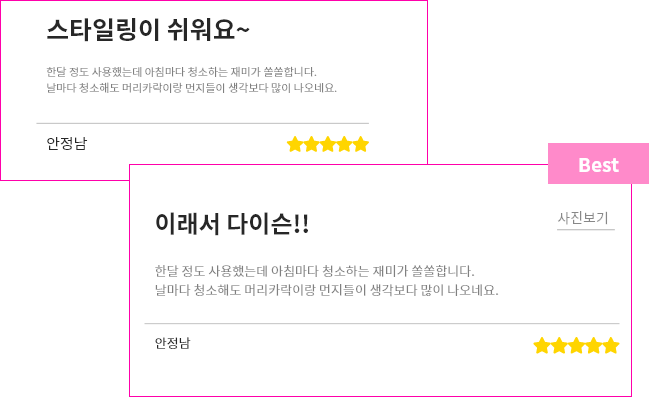 스타일링이 쉬워요~
한달 정도 사용했는데 아침마다 청소하는 재미가 쏠쏠합니다.
날마다 청소해도 머리카락이랑 먼지들이 생각보다 많이 나오네요.
안정남
Best
이래서 다이슨!!
사진보기
한달 정도 사용했는데 아침마다 청소하는 재미가 쏠쏠합니다.
날마다 청소해도 머리카락이랑 먼지들이 생각보다 많이 나오네요.
안정남